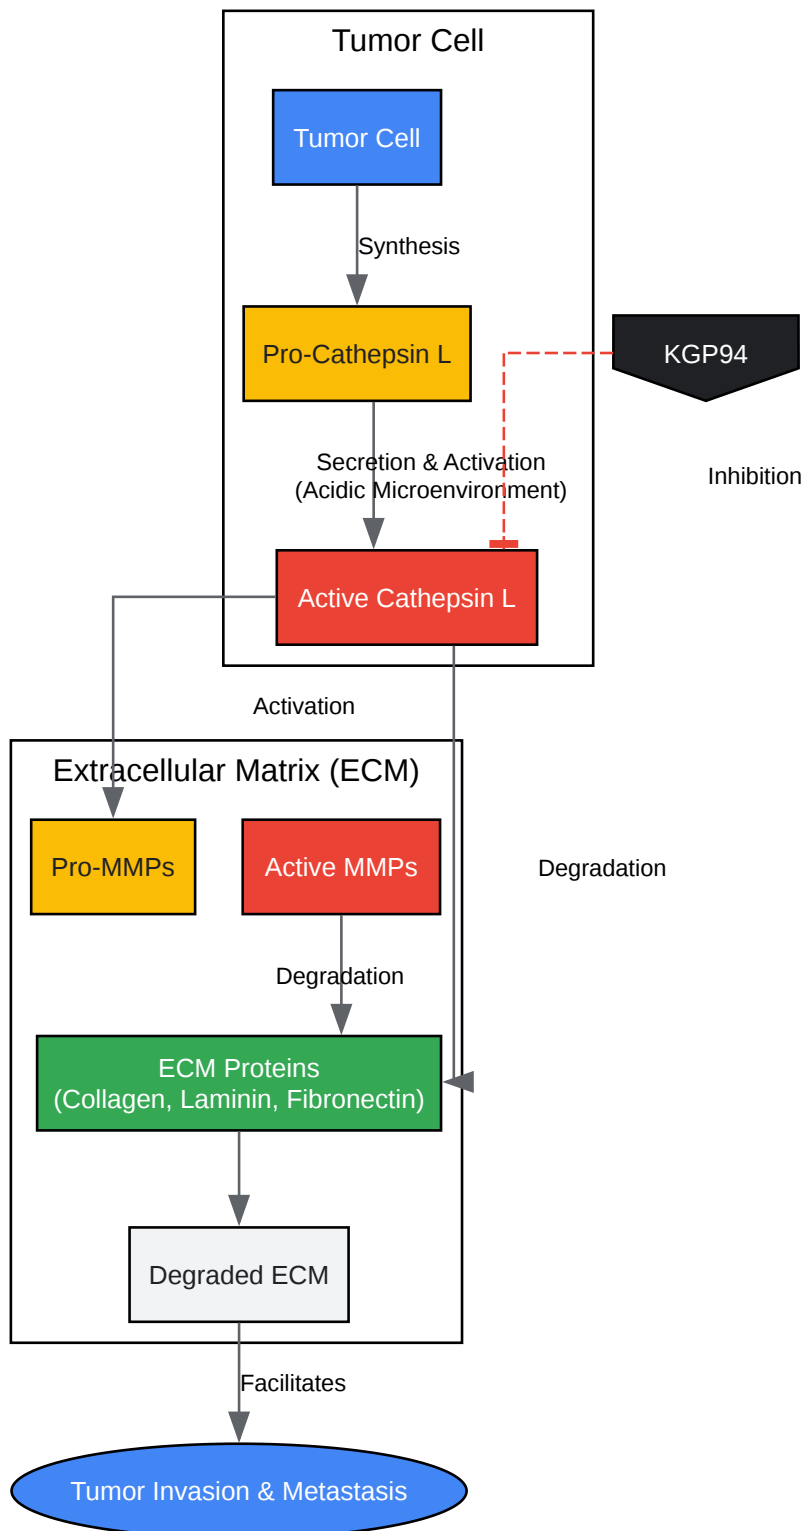 Tumor Cell
Tumor Cell
Synthesis
Pro-Cathepsin L
KGP94
Secretion & Activation
(Acidic Microenvironment)
Inhibition
Active Cathepsin L
Activation
Extracellular Matrix (ECM)
Pro-MMPs
Active MMPs
Degradation
Degradation
ECM Proteins
(Collagen, Laminin, Fibronectin)
Degraded ECM
Facilitates
Tumor Invasion & Metastasis